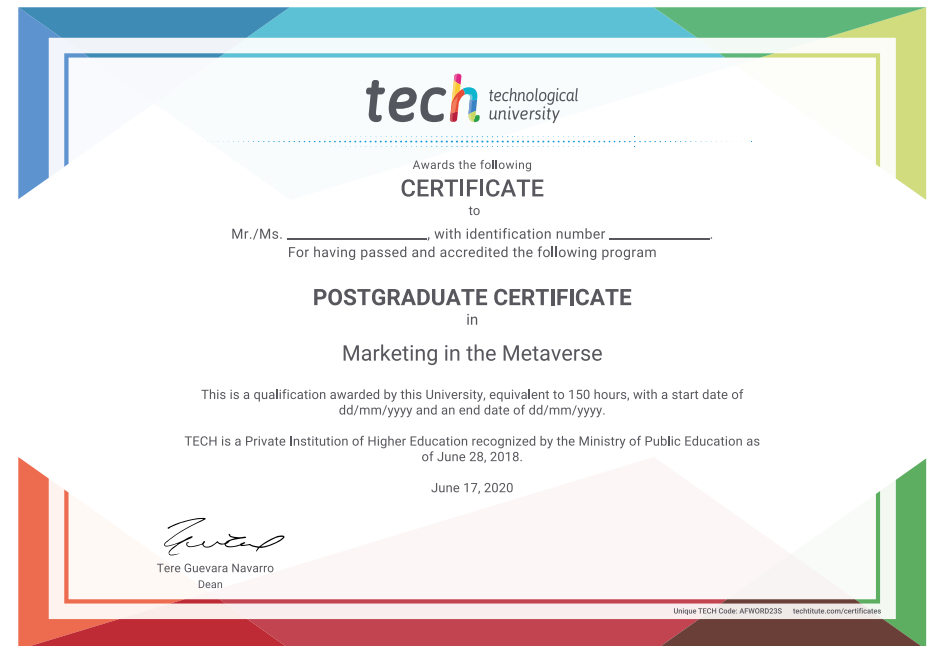 tech technological
university
Awards the following
CERTIFICATE
to
Mr./Ms. ____________________, with identification number ______________.
For having passed and accredited the following program
POSTGRADUATE CERTIFICATE
in
Marketing in the Metaverse
This is a qualification awarded by this University, equivalent to 150 hours, with a start date of
dd/mm/yyyy and an end date of dd/mm/yyyy.
TECH is a Private Institution of Higher Education recognized by the Ministry of Public Education as
of June 28, 2018.
June 17, 2020
Tere Guevara Navarro
Dean
Unique TECH Code: AFWORD23S techtitute.com/certificates